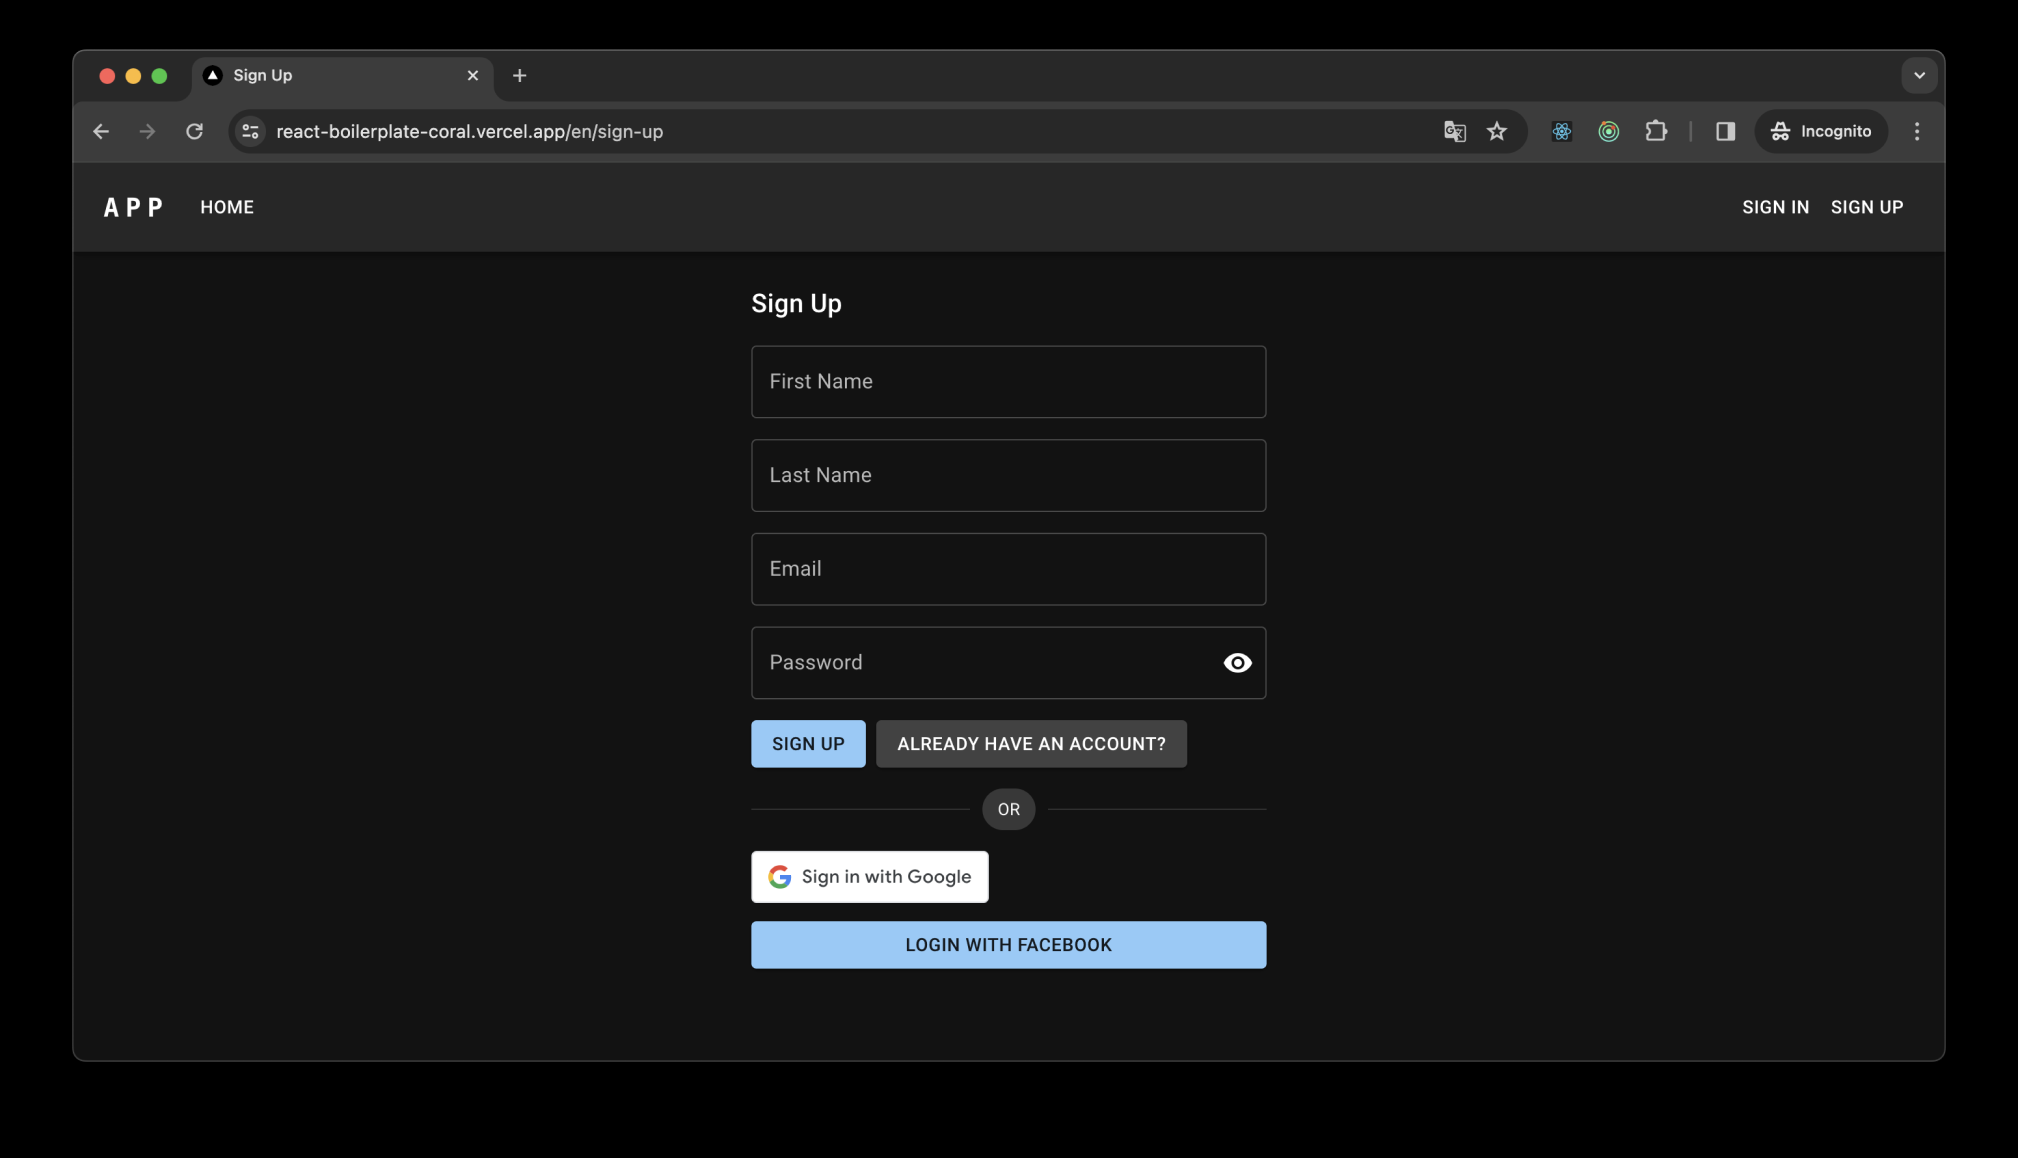 Sign Up
react-boilerplate-coral.vercel.app/en/sign-up
Incognito
APP
HOME
SIGN IN
SIGN UP
Sign Up
First Name
Last Name
Email
Password
SIGN UP
ALREADY HAVE AN ACCOUNT?
OR
Sign in with Google
LOGIN WITH FACEBOOK